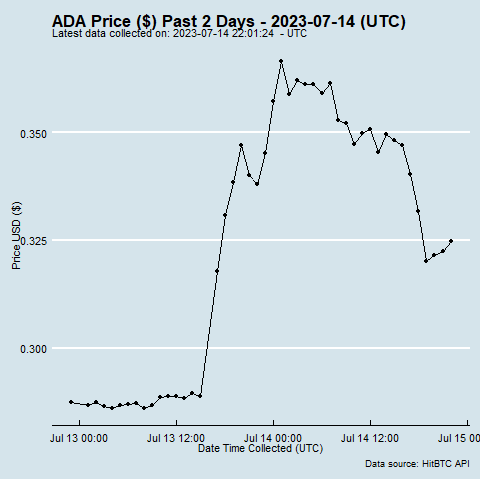 ADA Price ($) Past 2 Days - 2023-07-14 (UTC)
Latest data collected on: 2023-07-14 22:01:24  - UTC
0.350
0.325
0.300
Price USD ($)
Jul 13 00:00
Jul 13 12:00
Jul 14 00:00
Jul 14 12:00
Jul 15 00
Date Time Collected (UTC)
Data source: HitBTC API